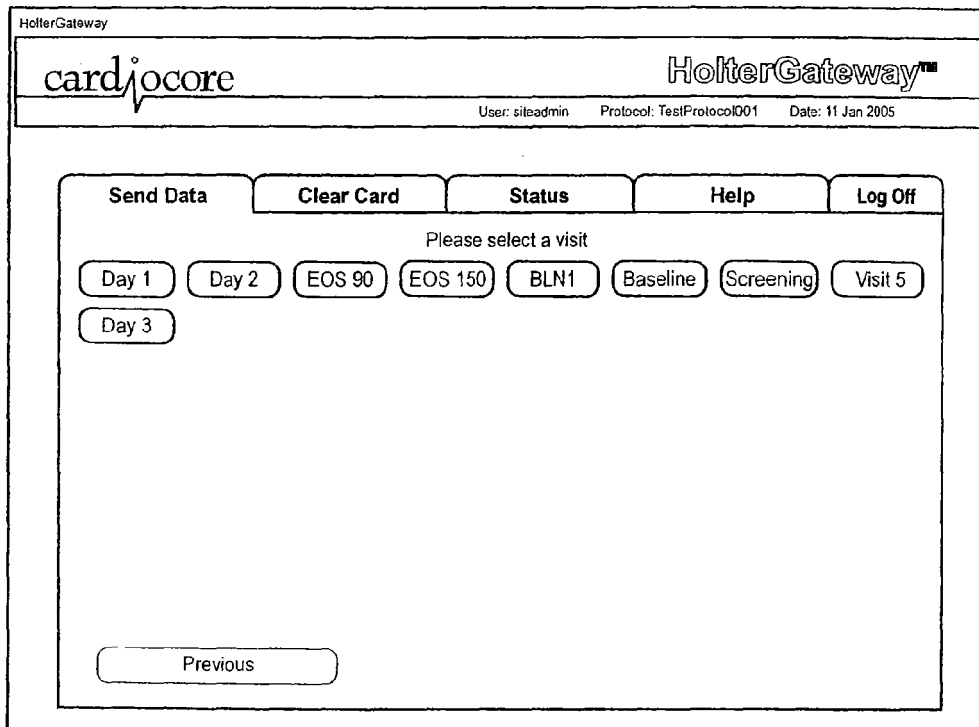 HolterGateway
cardiocore HolterGateway™
User: siteadmin Protocol: TestProtocol001 Date: 11 Jan 2005
Send Data Clear Card Status Help Log Off
Please select a visit
Day 1 Day 2 EOS 90 EOS 150 BLN1 Baseline Screening Visit 5
Day 3
Previous